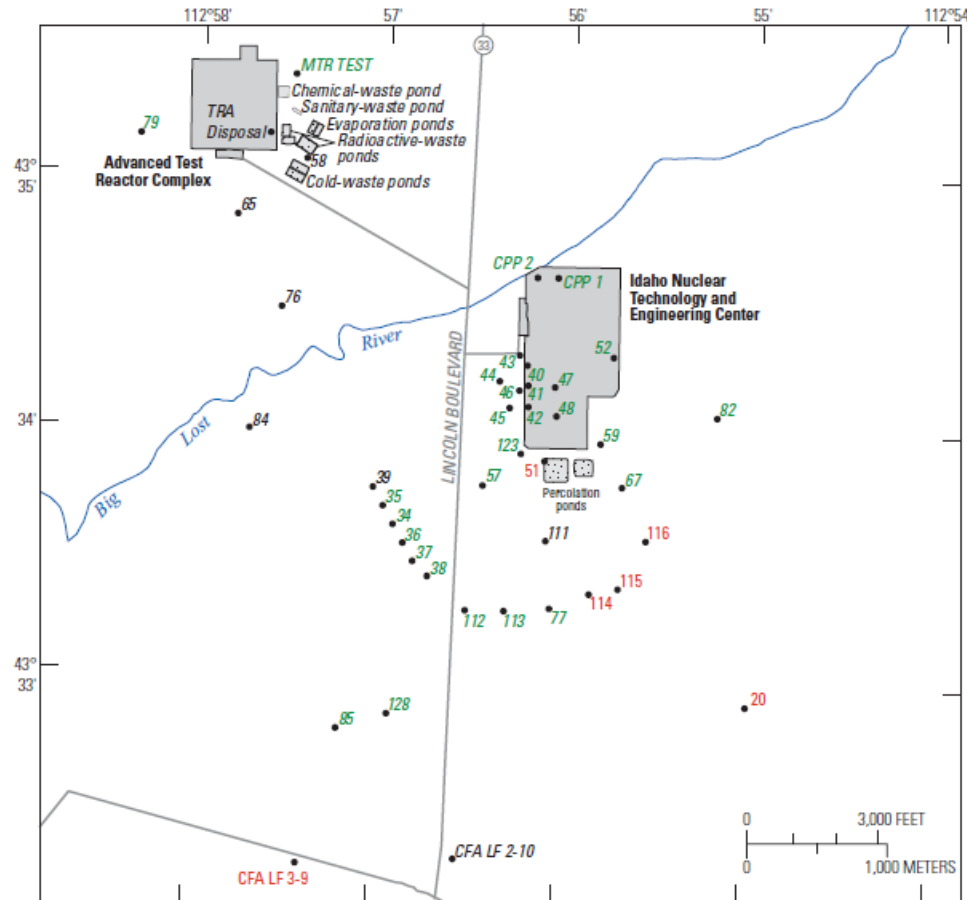 112°58'
57'
56'
55'
112°54'
33
MTR TEST
Chemical-waste pond
Sanitary-waste pond
TRA
Disposal
Evaporation ponds
Radioactive-waste
ponds
79
58
Cold-waste ponds
Advanced Test
Reactor Complex
43°
35'
65
CPP 2
CPP 1
Idaho Nuclear
Technology and
Engineering Center
76
River
LINCOLN BOULEVARD
43
52
44
40
47
46
41
45
42
48
34'
84
Lost
82
123
59
51
39
57
67
Big
Percolation
ponds
35
34
36
111
116
37
38
115
114
112
113
77
43°
33'
20
128
85
0
3,000 FEET
0
1,000 METERS
CFA LF 2-10
CFA LF 3-9